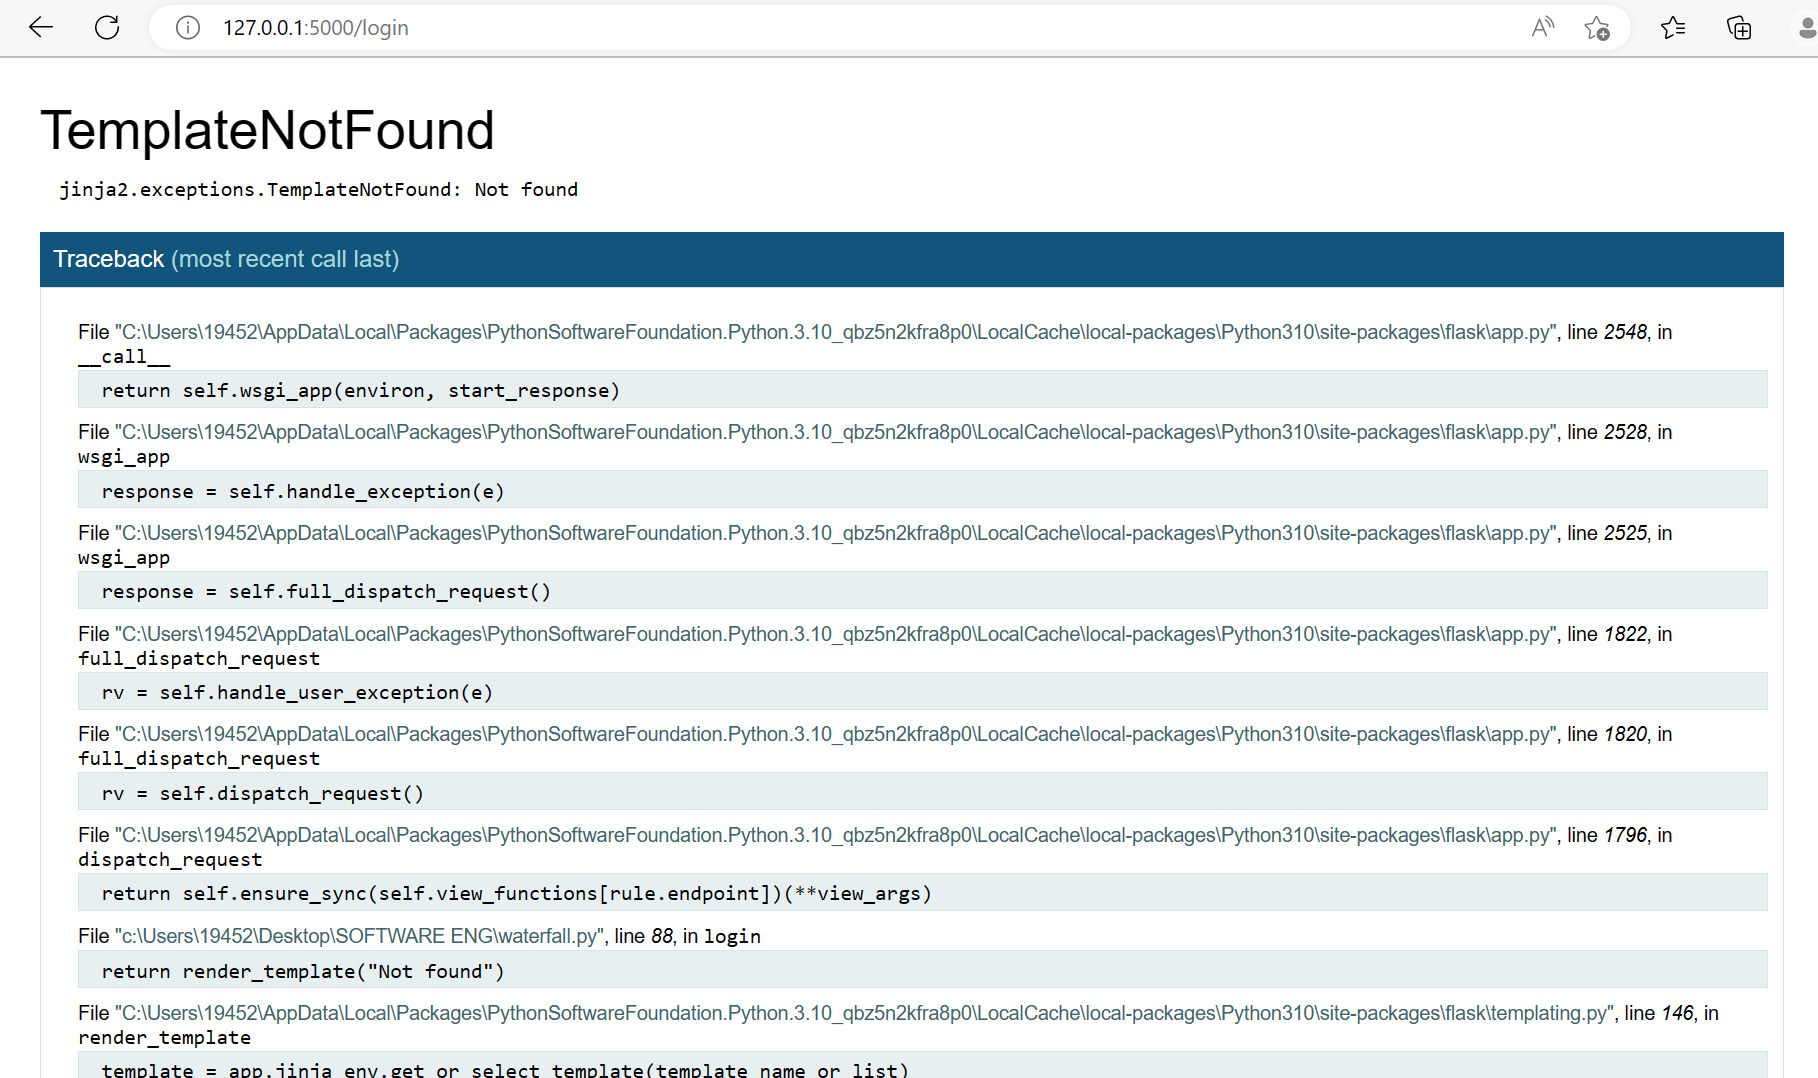 127.0.0.1:5000/login
TemplateNotFound
jinja2.exceptions.TemplateNotFound: Not found
Traceback (most recent call last)
File "C:\Users\19452\AppData\Local\Packages\PythonSoftwareFoundation.Python.3.10_qbz5n2kfra8p0\LocalCache\local-packages\Python310\site-packages\flask\app.py", line 2548, in
__call__
return self.wsgi_app(environ, start_response)
File "C:\Users\19452\AppData\Local\Packages\PythonSoftwareFoundation.Python.3.10_qbz5n2kfra8p0\LocalCache\local-packages\Python310\site-packages\flask\app.py", line 2528, in
wsgi_app
response = self.handle_exception(e)
File "C:\Users\19452\AppData\Local\Packages\PythonSoftwareFoundation.Python.3.10_qbz5n2kfra8p0\LocalCache\local-packages\Python310\site-packages\flask\app.py", line 2525, in
wsgi_app
response = self.full_dispatch_request()
File "C:\Users\19452\AppData\Local\Packages\PythonSoftwareFoundation.Python.3.10_qbz5n2kfra8p0\LocalCache\local-packages\Python310\site-packages\flask\app.py", line 1822, in
full_dispatch_request
rv = self.handle_user_exception(e)
File "C:\Users\19452\AppData\Local\Packages\PythonSoftwareFoundation.Python.3.10_qbz5n2kfra8p0\LocalCache\local-packages\Python310\site-packages\flask\app.py", line 1820, in
full_dispatch_request
rv = self.dispatch_request()
File "C:\Users\19452\AppData\Local\Packages\PythonSoftwareFoundation.Python.3.10_qbz5n2kfra8p0\LocalCache\local-packages\Python310\site-packages\flask\app.py", line 1796, in
dispatch_request
return self.ensure_sync(self.view_functions[rule.endpoint])(**view_args)
File "c:\Users\19452\Desktop\SOFTWARE ENG\waterfall.py", line 88, in login
return render_template("Not found")
File "C:\Users\19452\AppData\Local\Packages\PythonSoftwareFoundation.Python.3.10_qbz5n2kfra8p0\LocalCache\local-packages\Python310\site-packages\flask\templating.py", line 146, in
render_template
template = app.jinja_env.get_or_select_template(template_name_or_list)